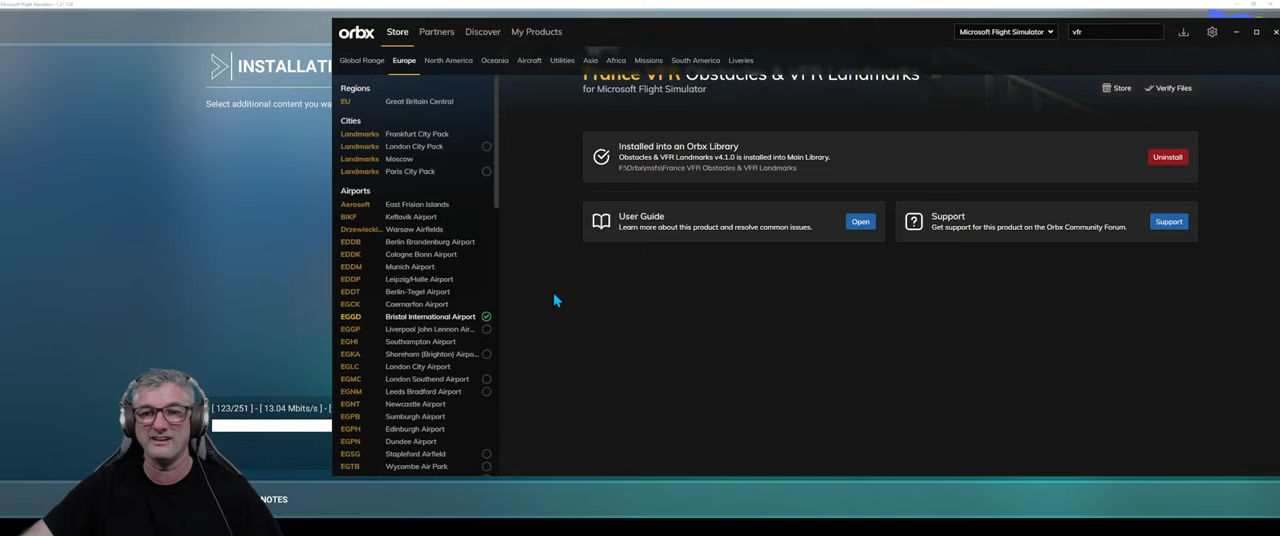 Microsoft Flight Simulator - 1.21.13.0
INSTALLATI
Select additional content you wa
[ 123/251 ] - [ 13.04 Mbits/s ] - [
NOTES
orbx
Store
Partners
Discover
My Products
Microsoft Flight Simulator
vfr
Global Range
Europe
North America
Oceania
Aircraft
Utilities
Asia
Africa
Missions
South America
Liveries
Regions
EU Great Britain Central
Cities
Landmarks Frankfurt City Pack
Landmarks London City Pack
Landmarks Moscow
Landmarks Paris City Pack
Airports
Aerosoft East Frisian Islands
BIKF Keflavik Airport
Drzewiecki... Warsaw Airfields
EDDB Berlin Brandenburg Airport
EDDK Cologne Bonn Airport
EDDM Munich Airport
EDDP Leipzig/Halle Airport
EDDT Berlin-Tegel Airport
EGCK Caernarfon Airport
EGGD Bristol International Airport
EGGP Liverpool John Lennon Air...
EGHI Southampton Airport
EGKA Shoreham (Brighton) Airpo...
EGLC London City Airport
EGMC London Southend Airport
EGNM Leeds Bradford Airport
EGNT Newcastle Airport
EGPB Sumburgh Airport
EGPH Edinburgh Airport
EGPN Dundee Airport
EGSG Stapleford Airfield
EGTB Wycombe Air Park
France VFR Obstacles & VFR Landmarks
for Microsoft Flight Simulator
Store
Verify Files
Installed into an Orbx Library
Obstacles & VFR Landmarks v4.1.0 is installed into Main Library.
F:\Orbx\msfs\France VFR Obstacles & VFR Landmarks
Uninstall
User Guide
Learn more about this product and resolve common issues.
Open
Support
Get support for this product on the Orbx Community Forum.
Support